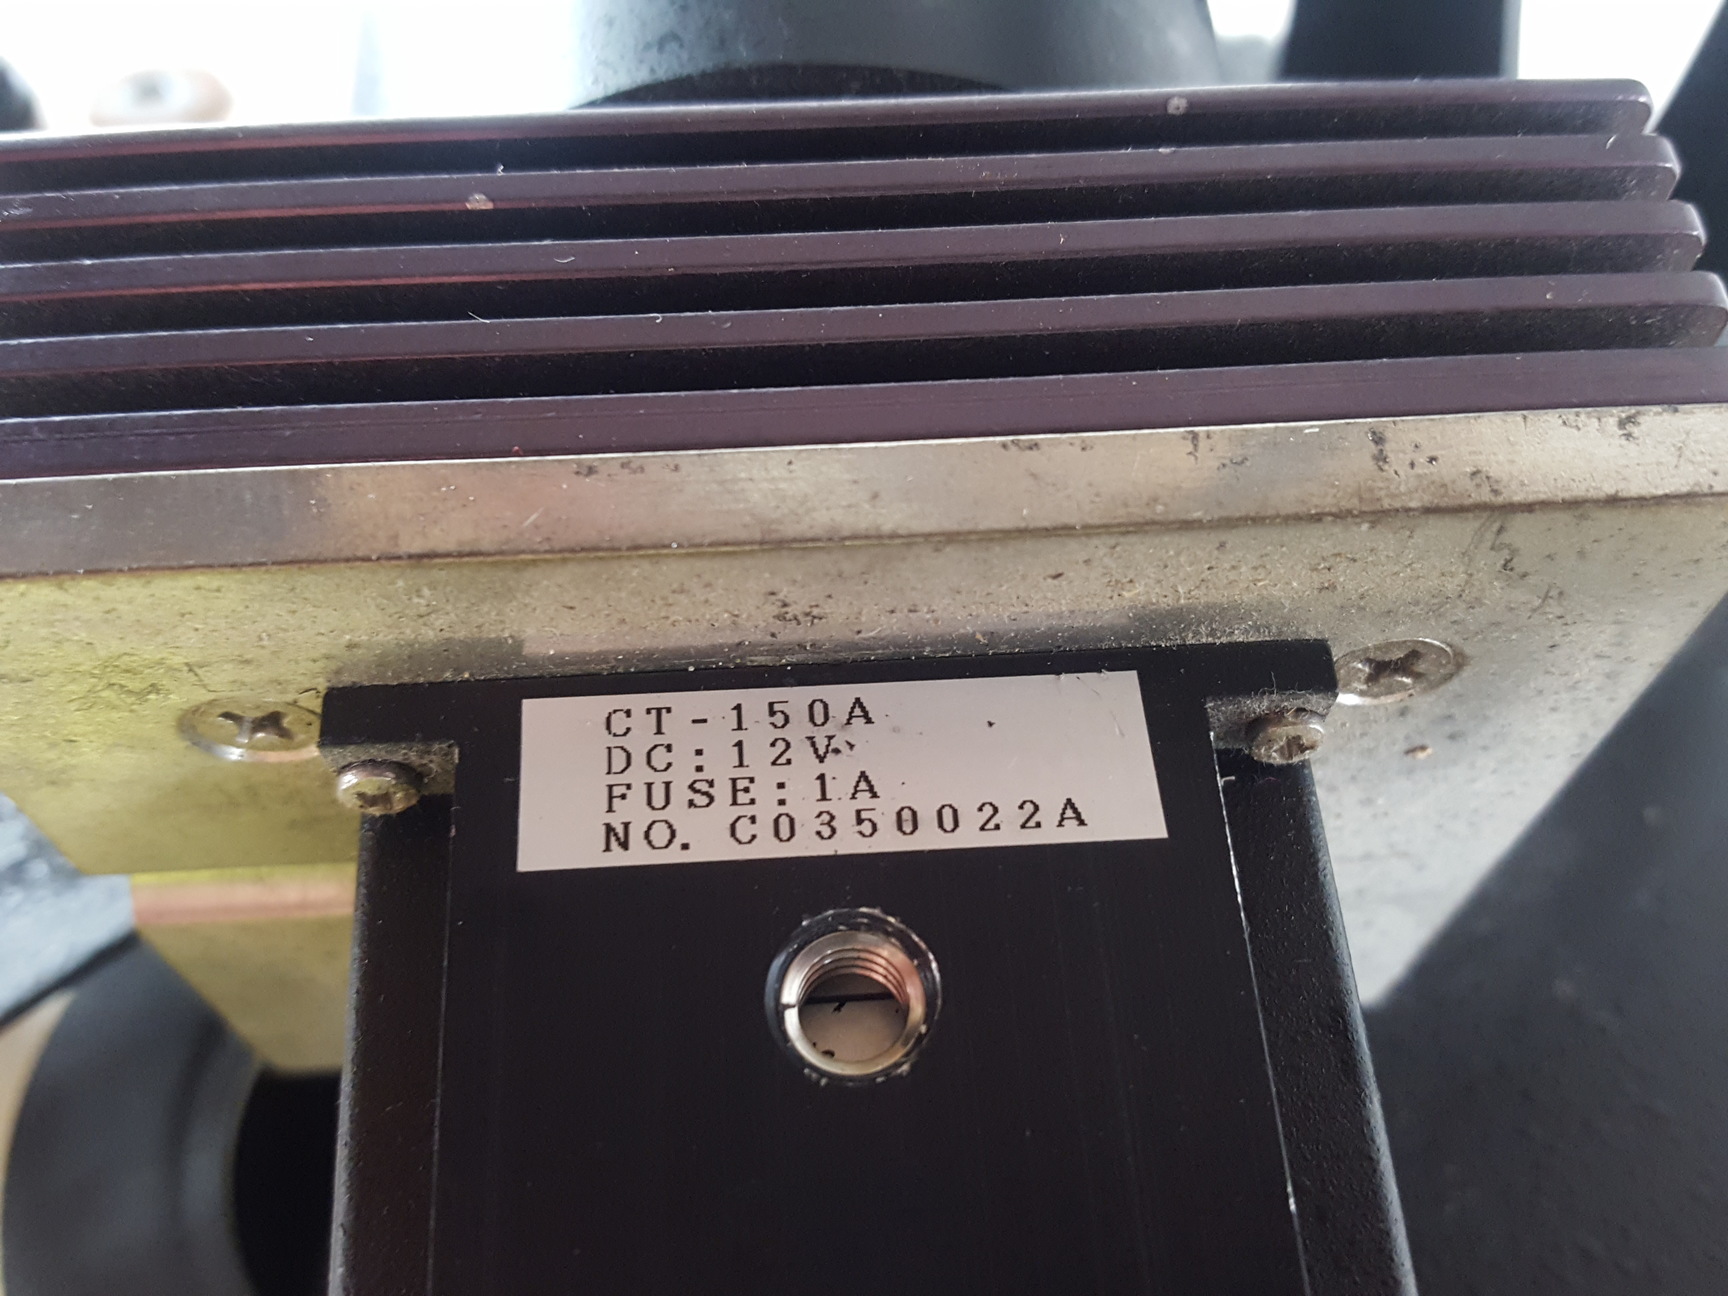 CT-150A
DC:12V
FUSE:1A
NO. C0350022A